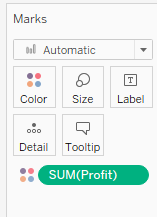 Marks
Automatic
Color Size Label
Detail Tooltip
SUM(Profit)